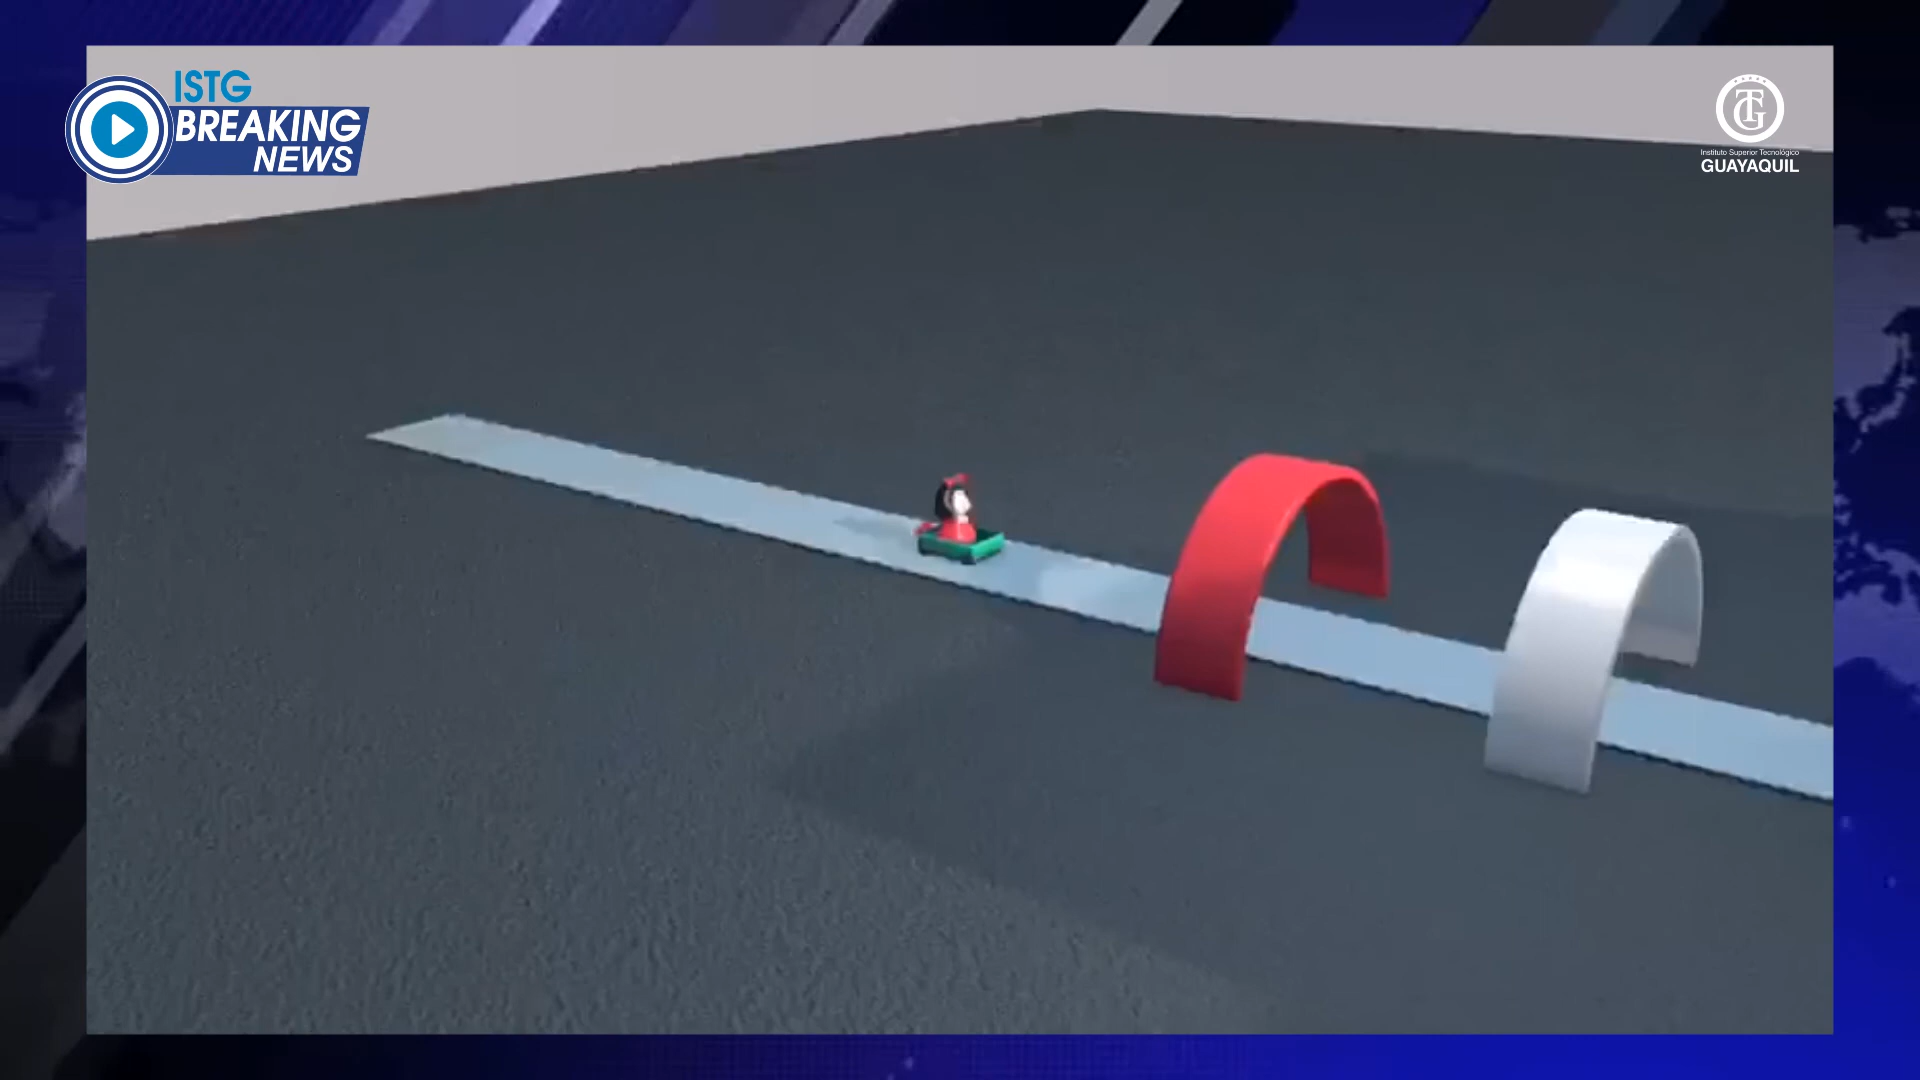 ISTG
BREAKING
NEWS
Instituto Superior Tecnológico
GUAYAQUIL